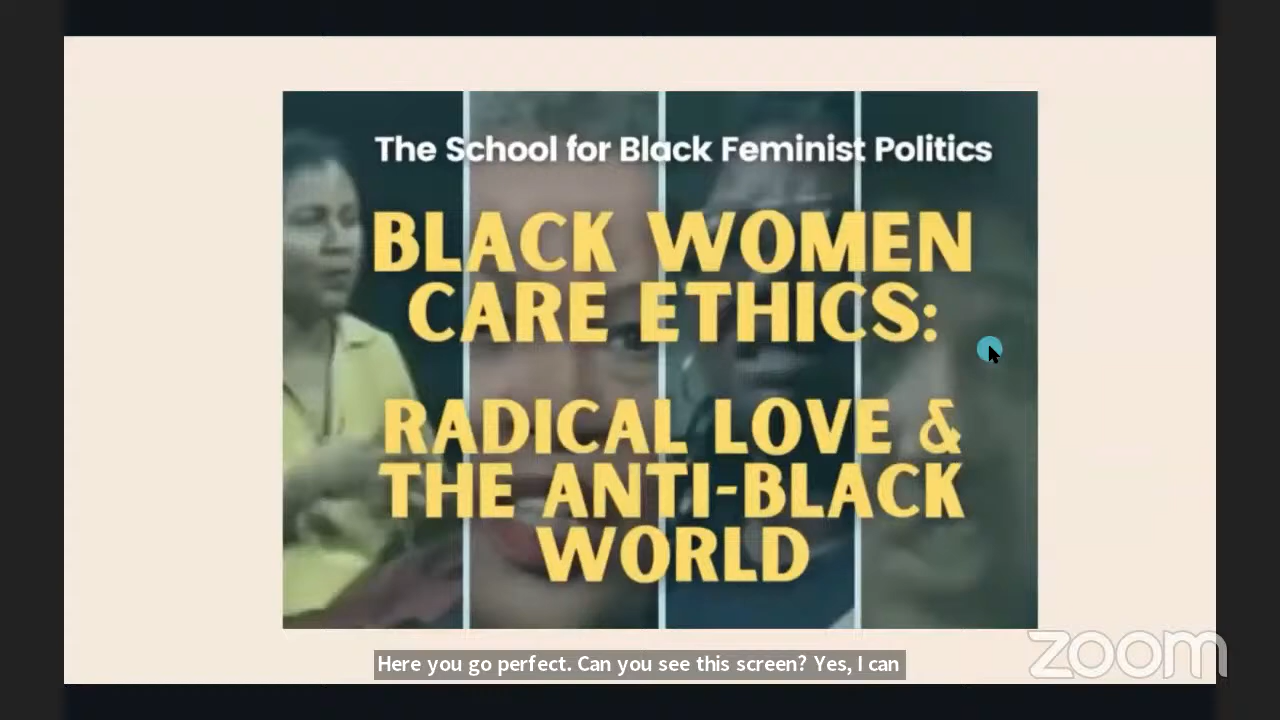 The School for Black Feminist Politics
BLACK WOMEN
CARE ETHICS:
RADICAL LOVE &
THE ANTI-BLACK
WORLD
Here you go perfect. Can you see this screen? Yes, I can
zoom